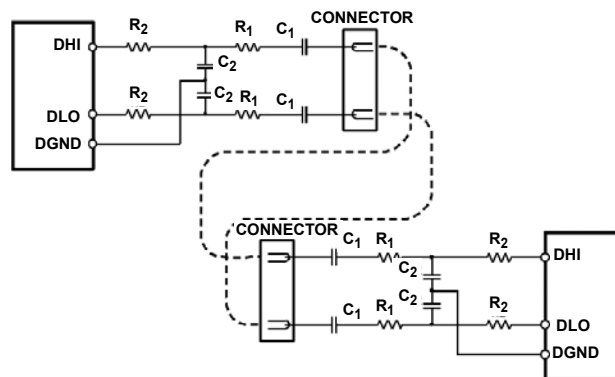 CONNECTOR
DHI
R2
R1
C1
C2
DLO
R2
C2
R1
C1
DGND
CONNECTOR
C1
R1
R2
DHI
C2
C2
C1
R1
R2
DLO
DGND